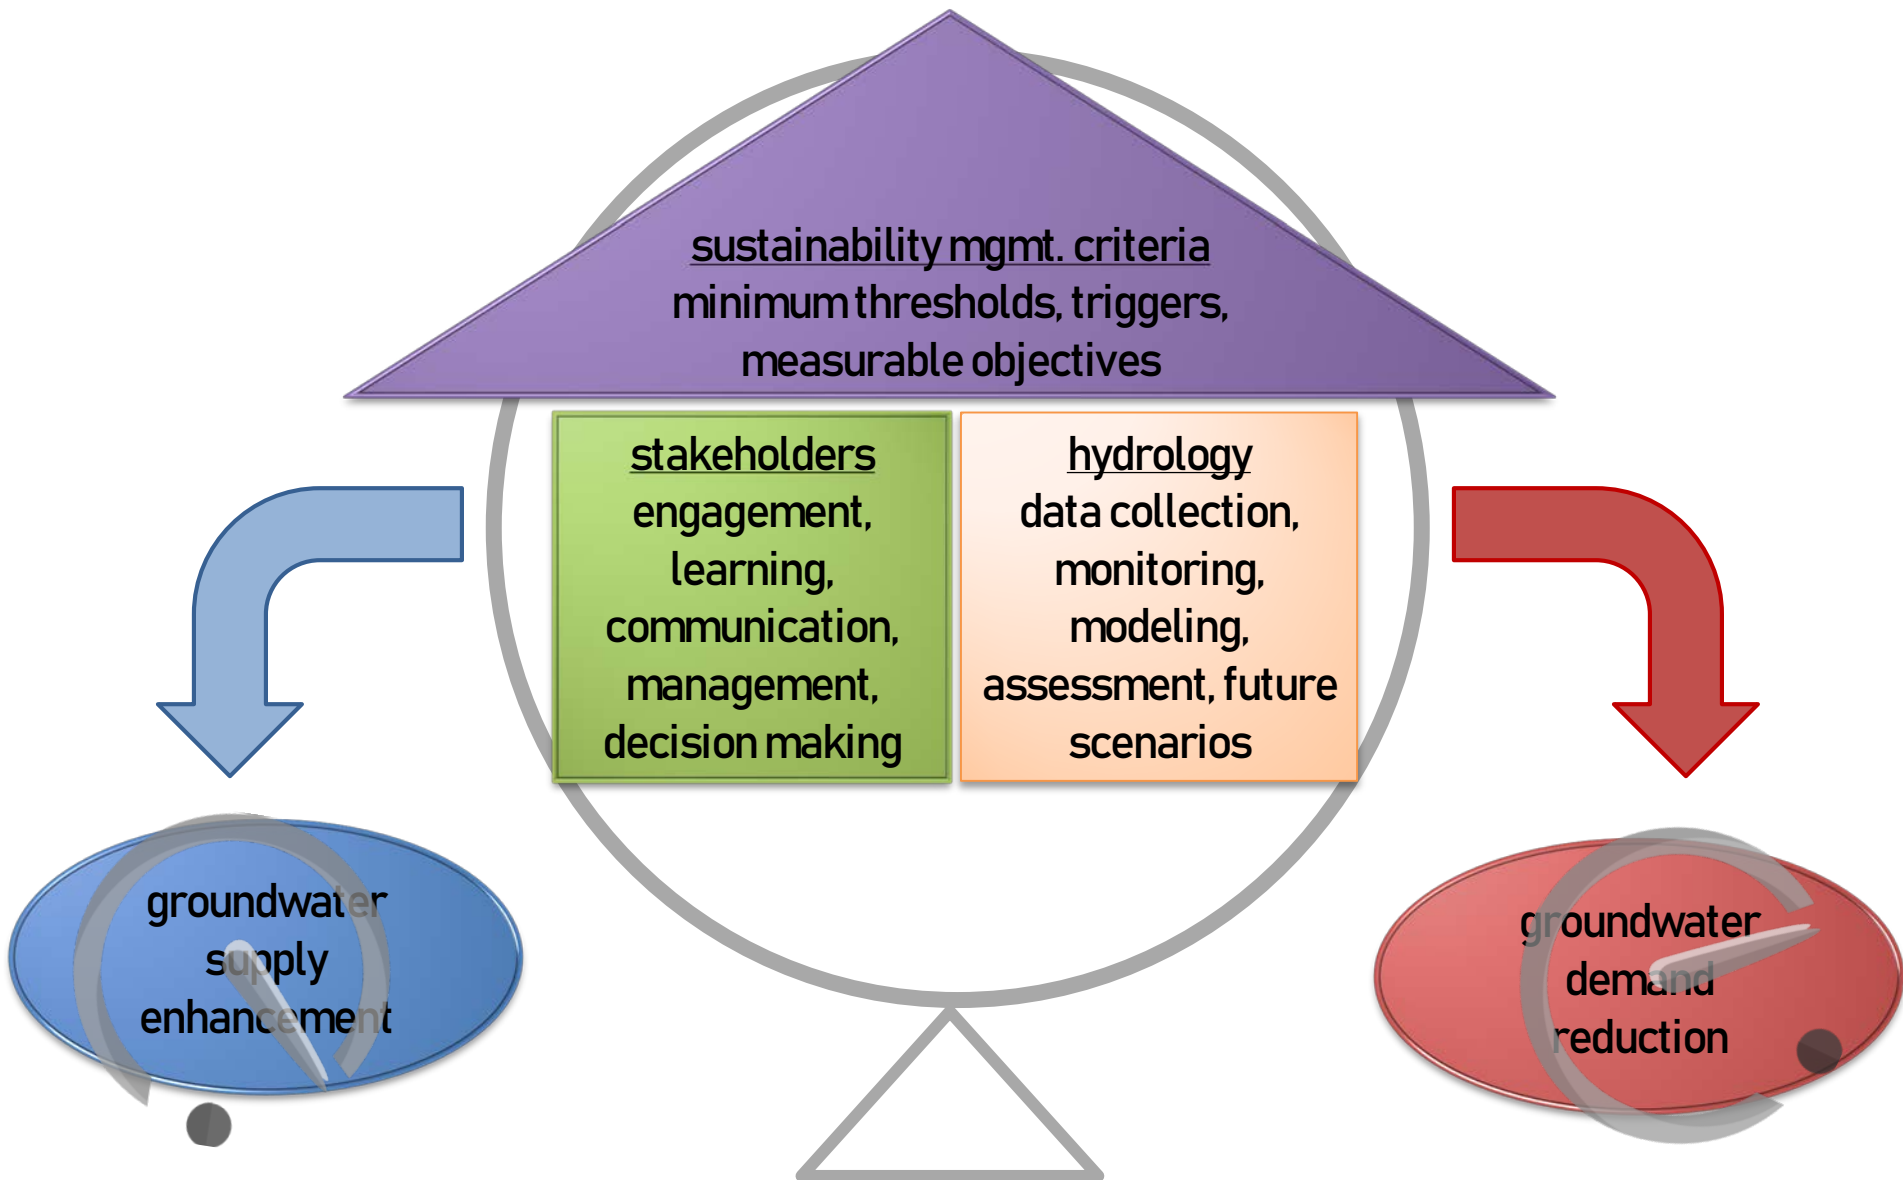 sustainability mgmt. criteria
minimum thresholds, triggers,
measurable objectives
stakeholders
engagement,
learning,
communication,
management,
decision making
hydrology
data collection,
monitoring,
modeling,
assessment, future
scenarios
groundwater
supply
enhancement
groundwater
demand
reduction